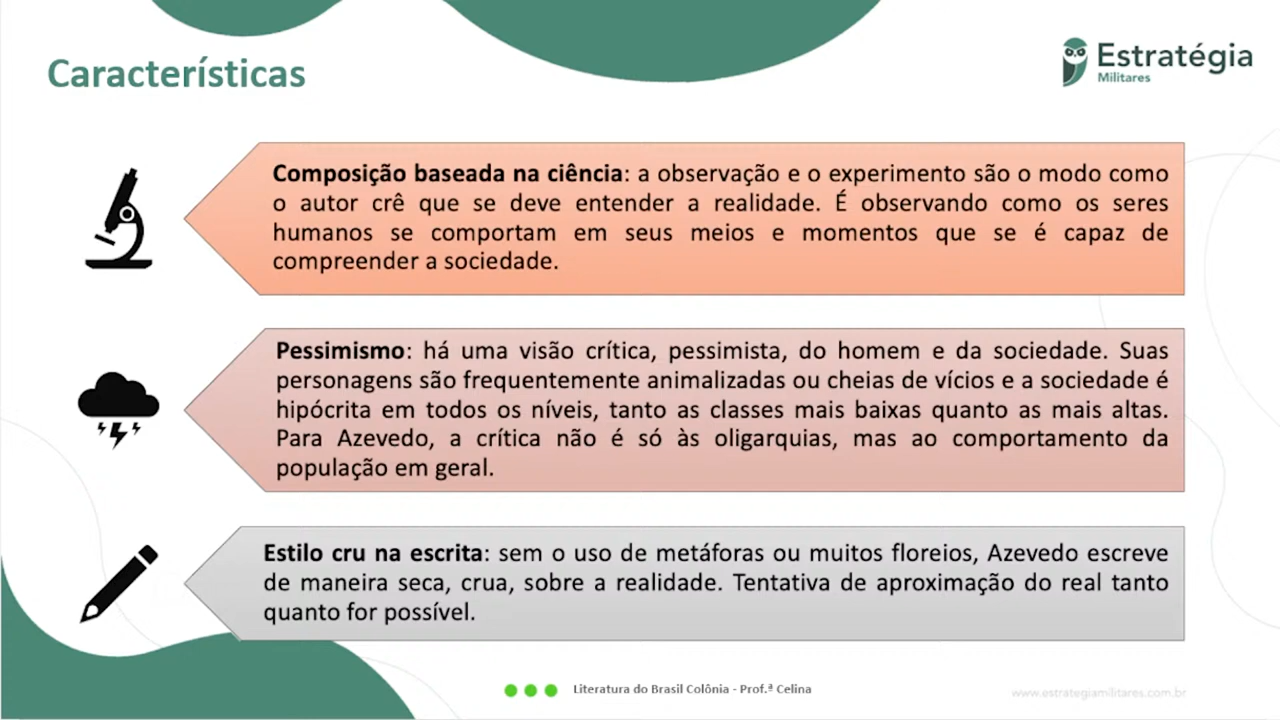 Características
Estratégia
Militares
Composição baseada na ciência: a observação e o experimento são o modo como
o autor crê que se deve entender a realidade. É observando como os seres
humanos se comportam em seus meios e momentos que se é capaz de
compreender a sociedade.
Pessimismo: há uma visão crítica, pessimista, do homem e da sociedade. Suas
personagens são frequentemente animalizadas ou cheias de vícios e a sociedade é
hipócrita em todos os níveis, tanto as classes mais baixas quanto as mais altas.
Para Azevedo, a crítica não é só às oligarquias, mas ao comportamento da
população em geral.
Estilo cru na escrita: sem o uso de metáforas ou muitos floreios, Azevedo escreve
de maneira seca, crua, sobre a realidade. Tentativa de aproximação do real tanto
quanto for possível.
Literatura do Brasil Colônia - Prof.ª Celina
www.estrategiamilitares.com.br